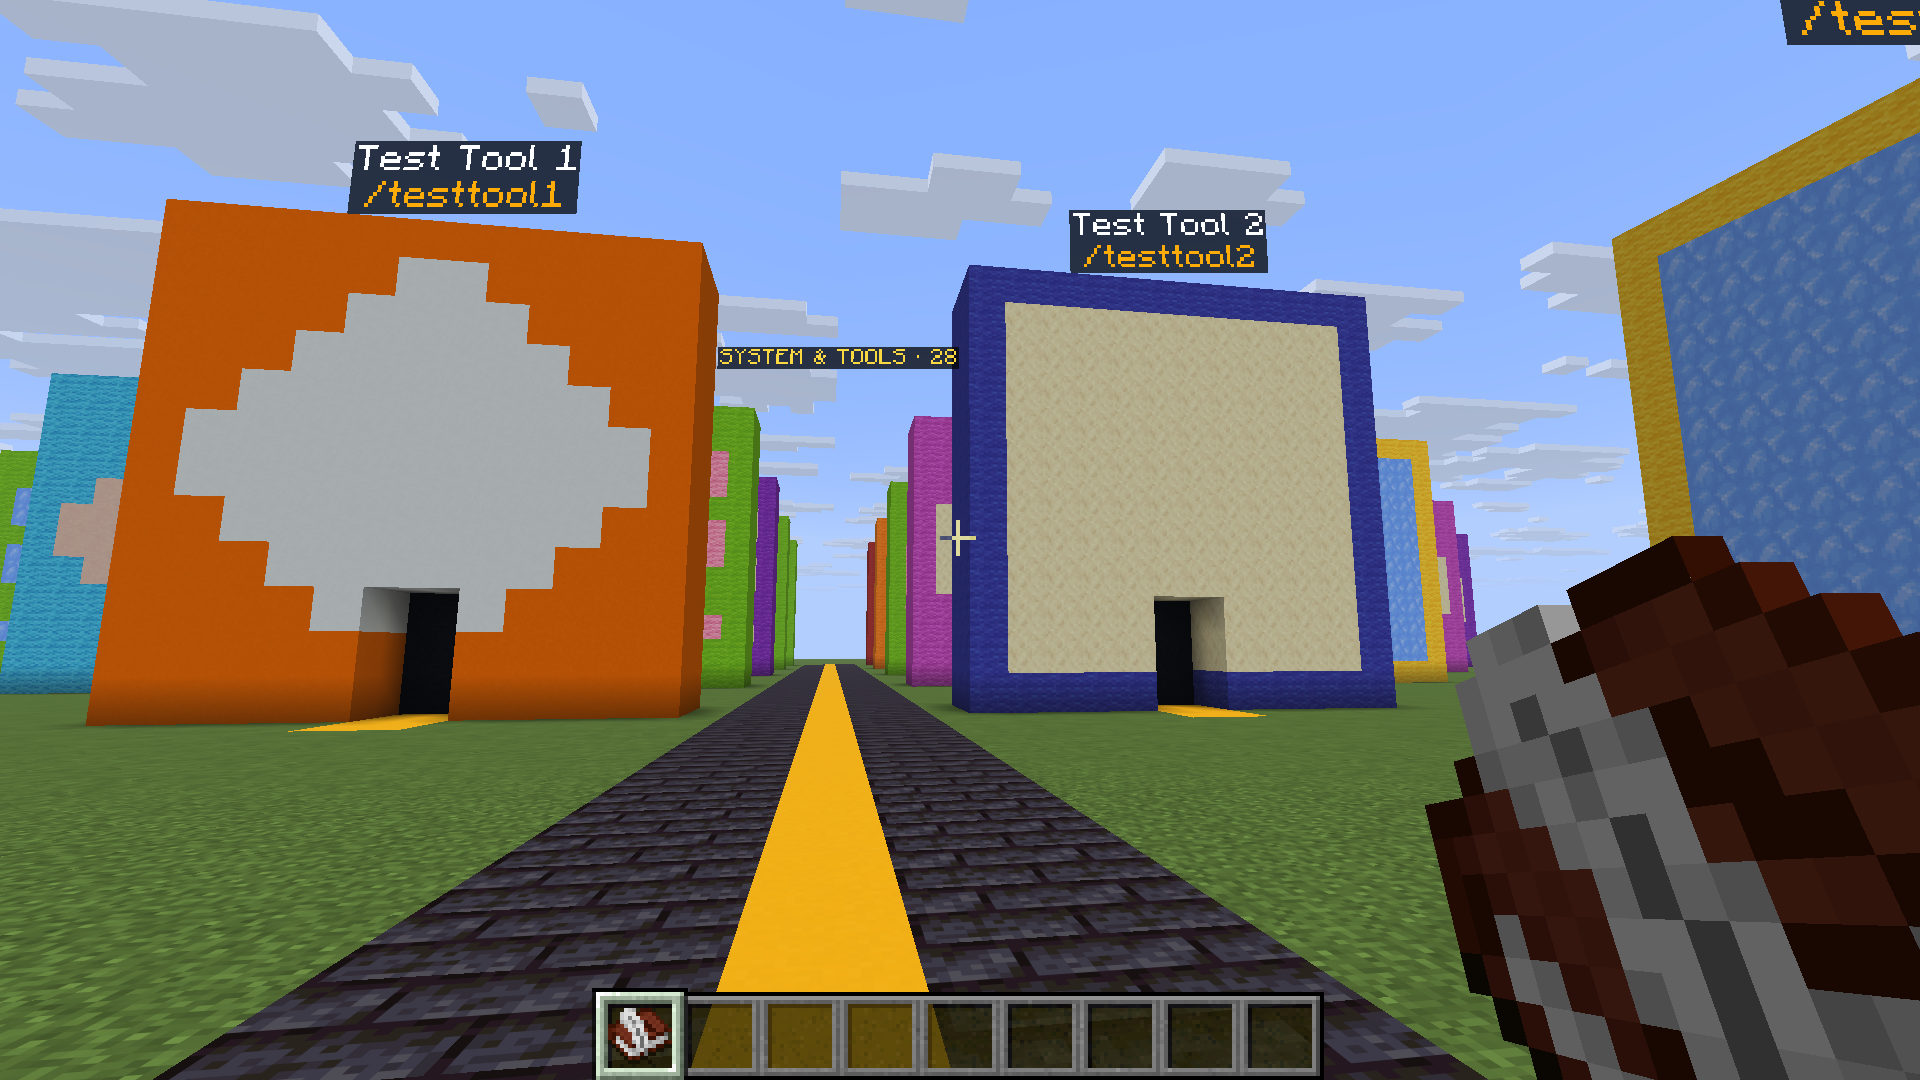 Test Tool 1
/testtool1
Test Tool 2
/testtool2
SYSTEM & TOOLS · 28